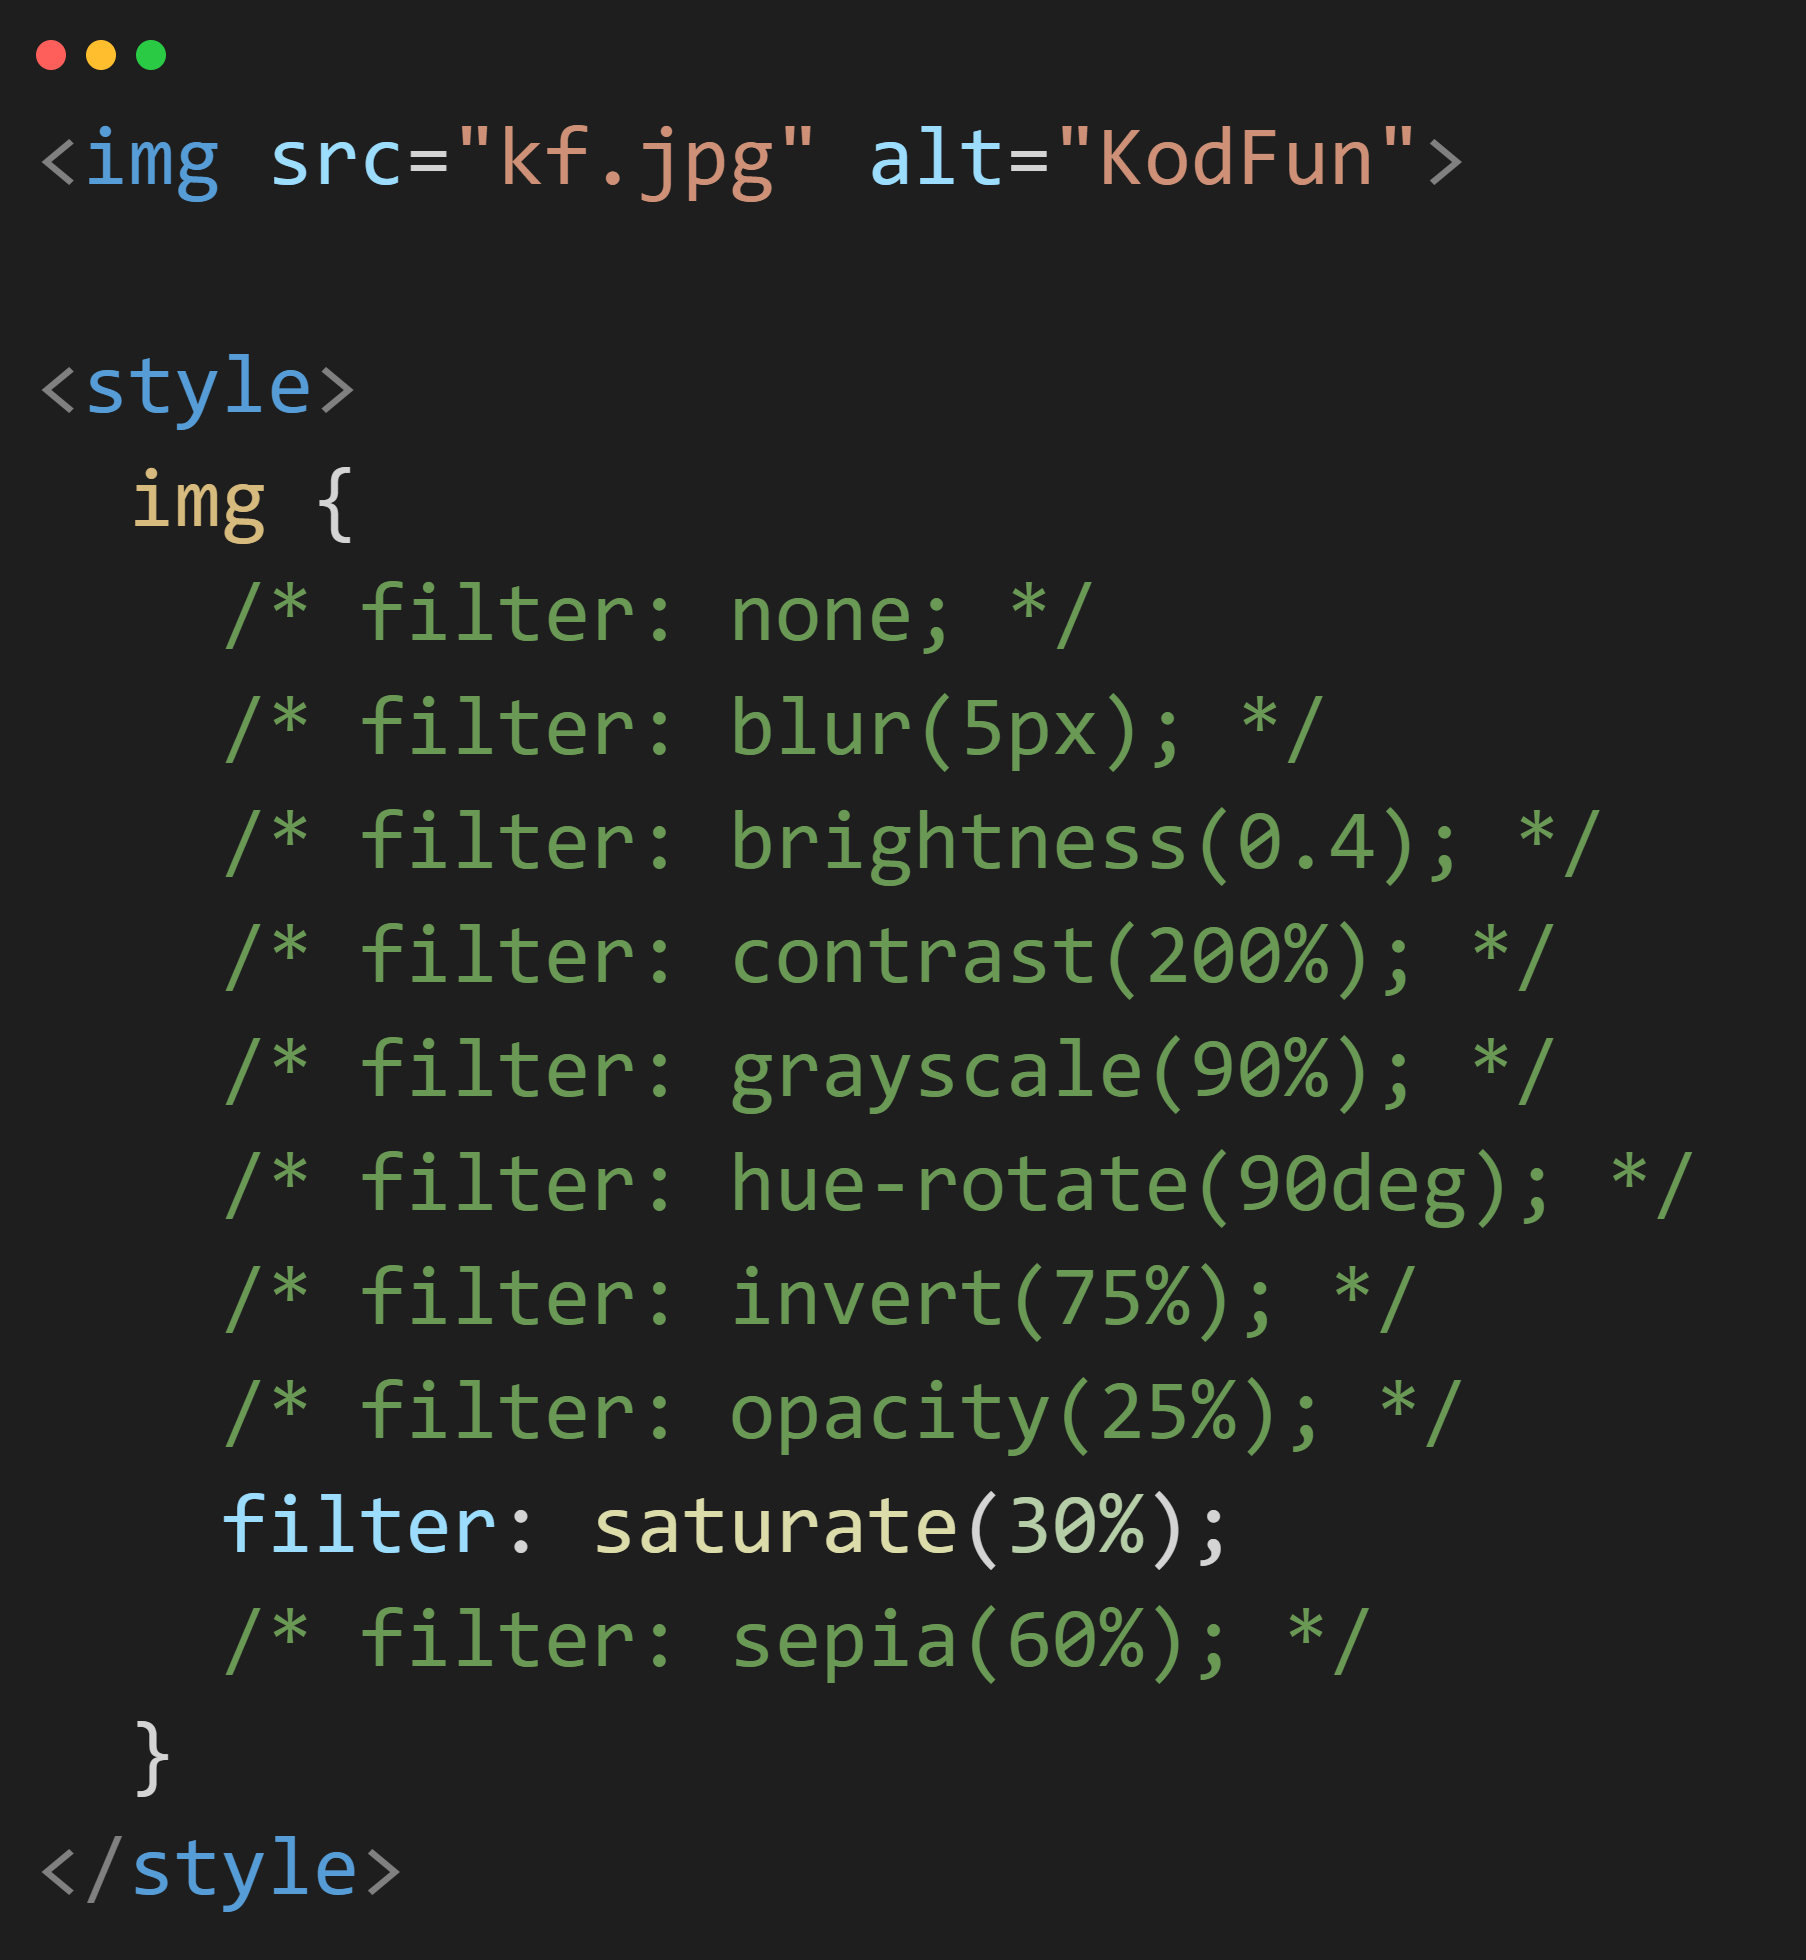 <img src="kf.jpg" alt="KodFun">
<style>
img {
/* filter: none; */
/* filter: blur(5px); */
/* filter: brightness(0.4); */
/* filter: contrast(200%); */
/* filter: grayscale(90%); */
/* filter: hue-rotate(90deg); */
/* filter: invert(75%); */
/* filter: opacity(25%); */
filter: saturate(30%);
/* filter: sepia(60%); */
}
</style>